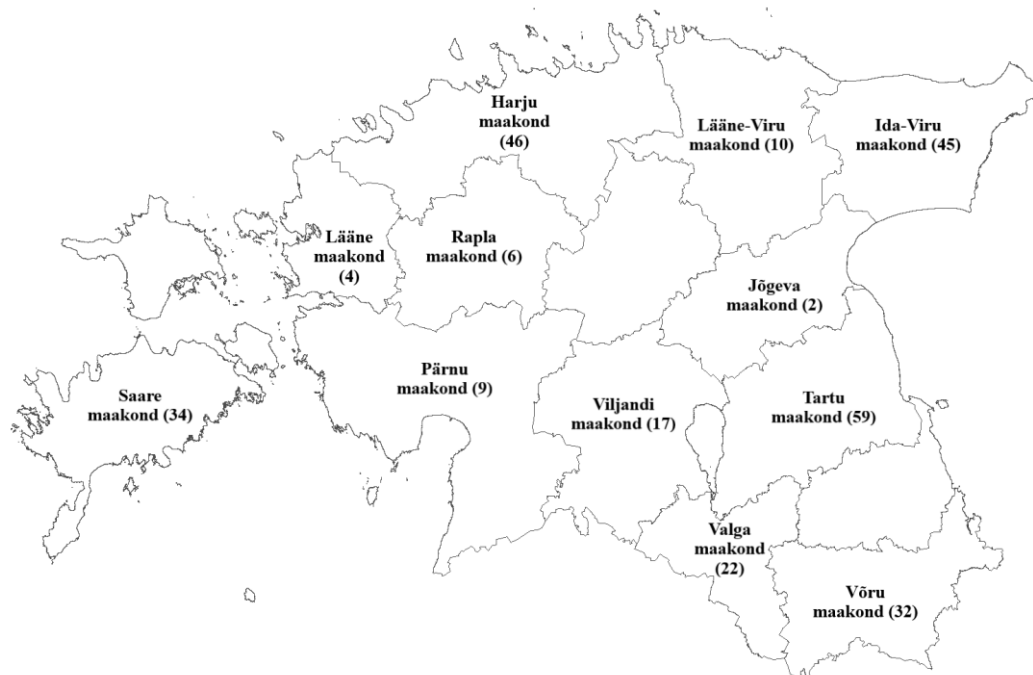 Harju
maakond
(46)
Lääne-Viru
maakond (10)
Ida-Viru
maakond (45)
Lääne
maakond
(4)
Rapla
maakond (6)
Jõgeva
maakond (2)
Saare
maakond (34)
Pärnu
maakond (9)
Viljandi
maakond (17)
Tartu
maakond (59)
Valga
maakond
(22)
Võru
maakond (32)